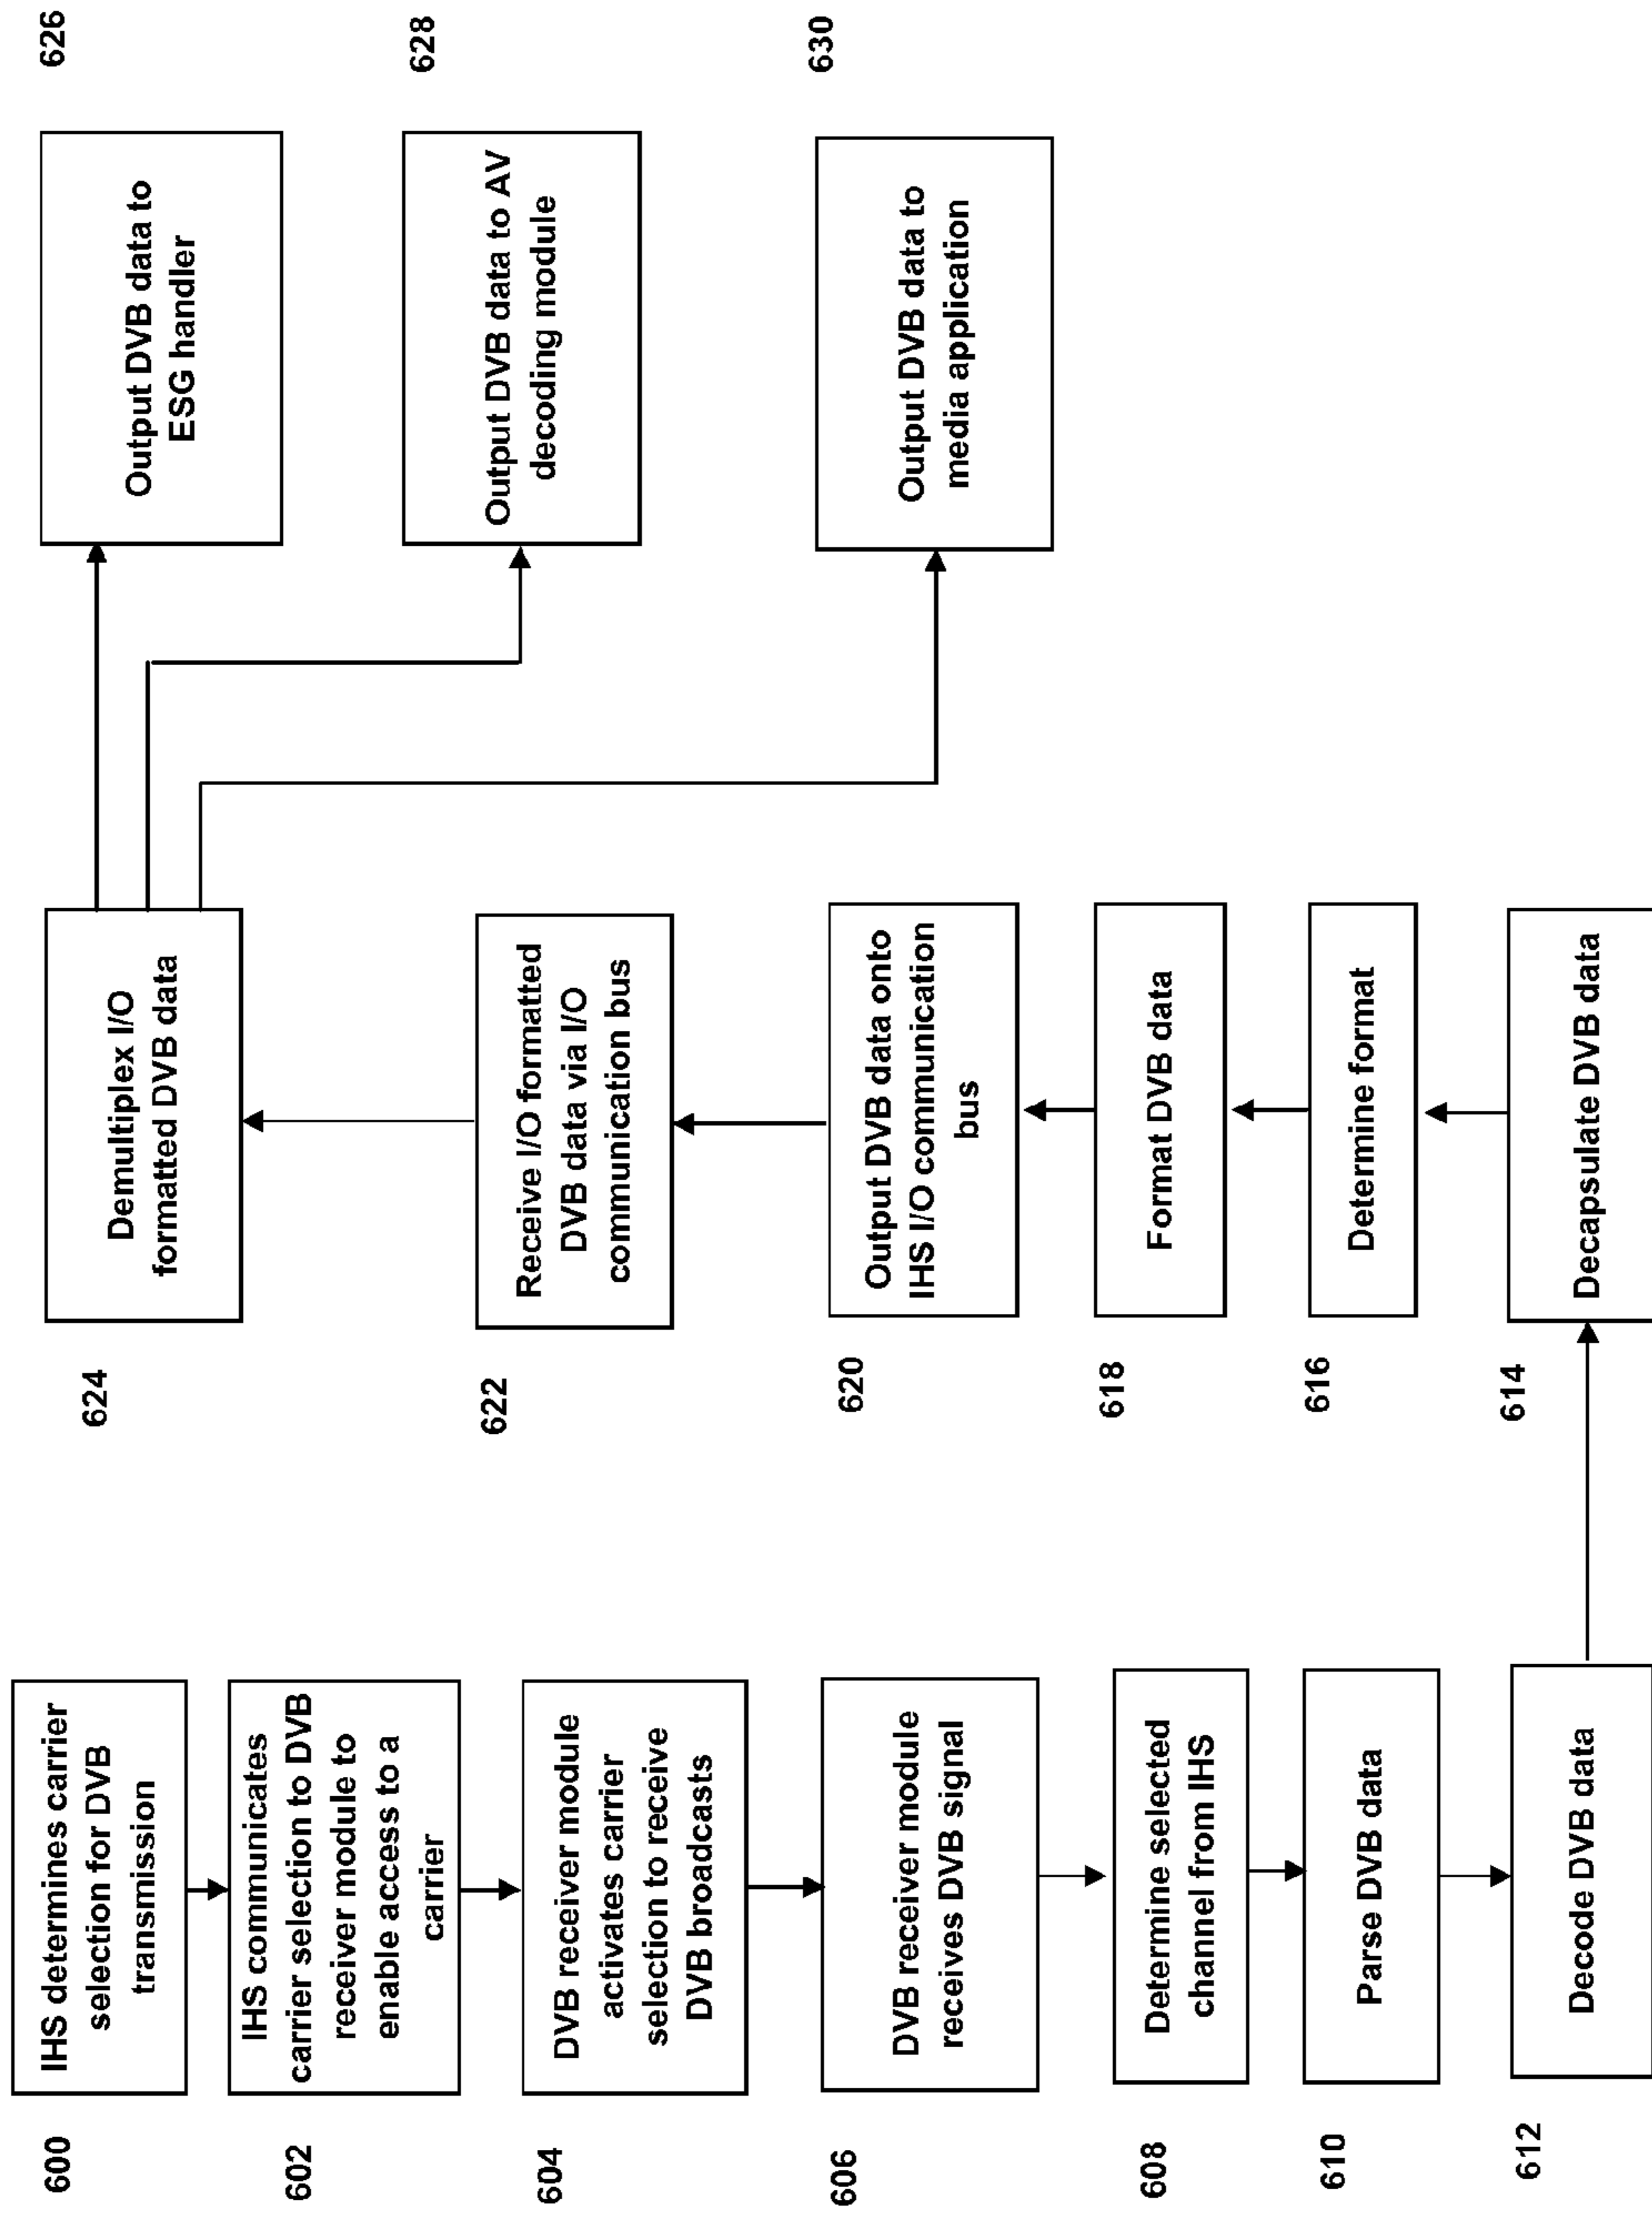 600
IHS determines carrier
selection for DVB
transmission
602
IHS communicates
carrier selection to DVB
receiver module to
enable access to a
carrier
604
DVB receiver module
activates carrier
selection to receive
DVB broadcasts
606
DVB receiver module
receives DVB signal
608
Determine selected
channel from IHS
610
Parse DVB data
612
Decode DVB data
614
Decapsulate DVB data
616
Determine format
618
Format DVB data
620
Output DVB data onto
IHS I/O communication
bus
622
Receive I/O formatted
DVB data via I/O
communication bus
624
Demultiplex I/O
formatted DVB data
626
Output DVB data to
ESG handler
628
Output DVB data to AV
decoding module
630
Output DVB data to
media application